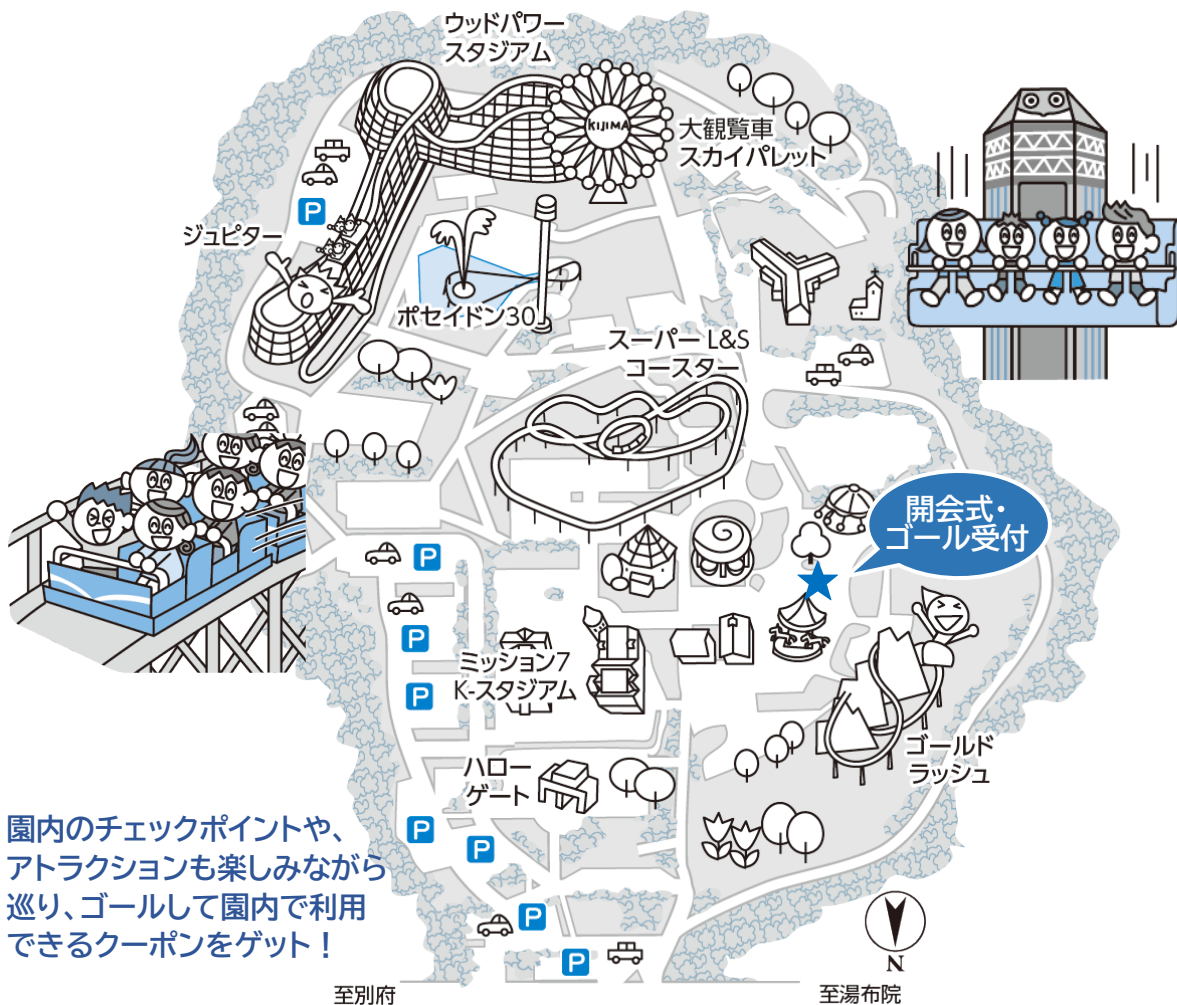 ウッドパワー
スタジアム
KIJIMA
大観覧車
スカイパレット
P
ジュピター
ポセイドン30
スーパー L&S
コースター
開会式・
ゴール受付
P
P
ミッション7
K-スタジアム
P
ゴールド
ラッシュ
ハロー
ゲート
園内のチェックポイントや、
アトラクションも楽しみながら
巡り、ゴールして園内で利用
できるクーポンをゲット！
P
P
P
P
N
至別府
至湯布院